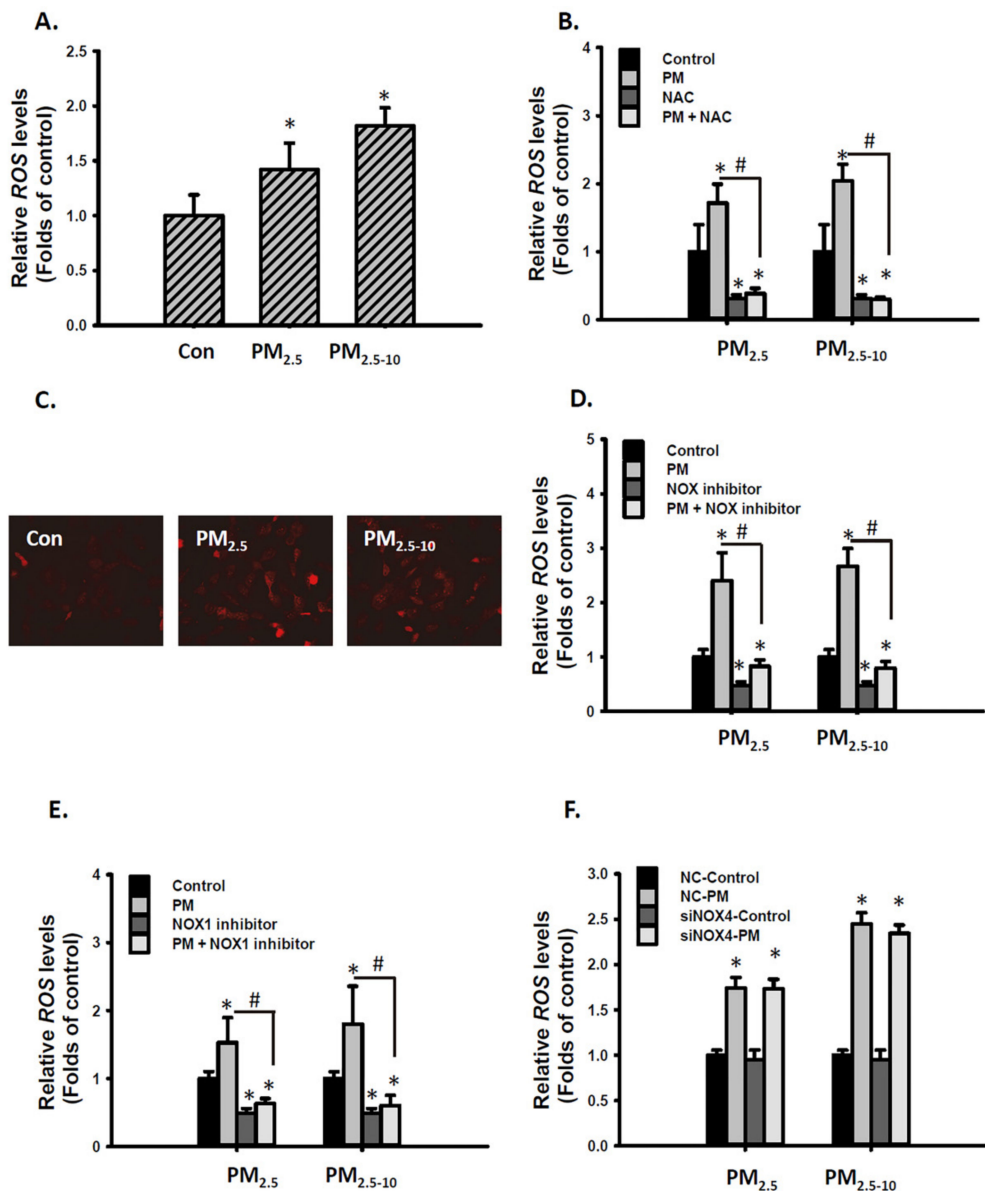 A.
Relative ROS levels
(Folds of control)
2.5
2.0
1.5
1.0
0.5
0.0
*
*
Con
PM2.5
PM2.5-10
B.
Relative ROS levels
(Folds of control)
4
3
2
1
0
Control
PM
NAC
PM + NAC
*
#
*
*
*
#
*
*
PM2.5
PM2.5-10
C.
Con
PM2.5
PM2.5-10
D.
Relative ROS levels
(Folds of control)
5
4
3
2
1
0
Control
PM
NOX inhibitor
PM + NOX inhibitor
*
#
*
*
*
#
*
*
PM2.5
PM2.5-10
E.
Relative ROS levels
(Folds of control)
4
3
2
1
0
Control
PM
NOX1 inhibitor
PM + NOX1 inhibitor
*
#
*
*
*
#
*
*
PM2.5
PM2.5-10
F.
Relative ROS levels
(Folds of control)
3.0
2.5
2.0
1.5
1.0
0.5
0.0
NC-Control
NC-PM
siNOX4-Control
siNOX4-PM
*
*
*
*
PM2.5
PM2.5-10